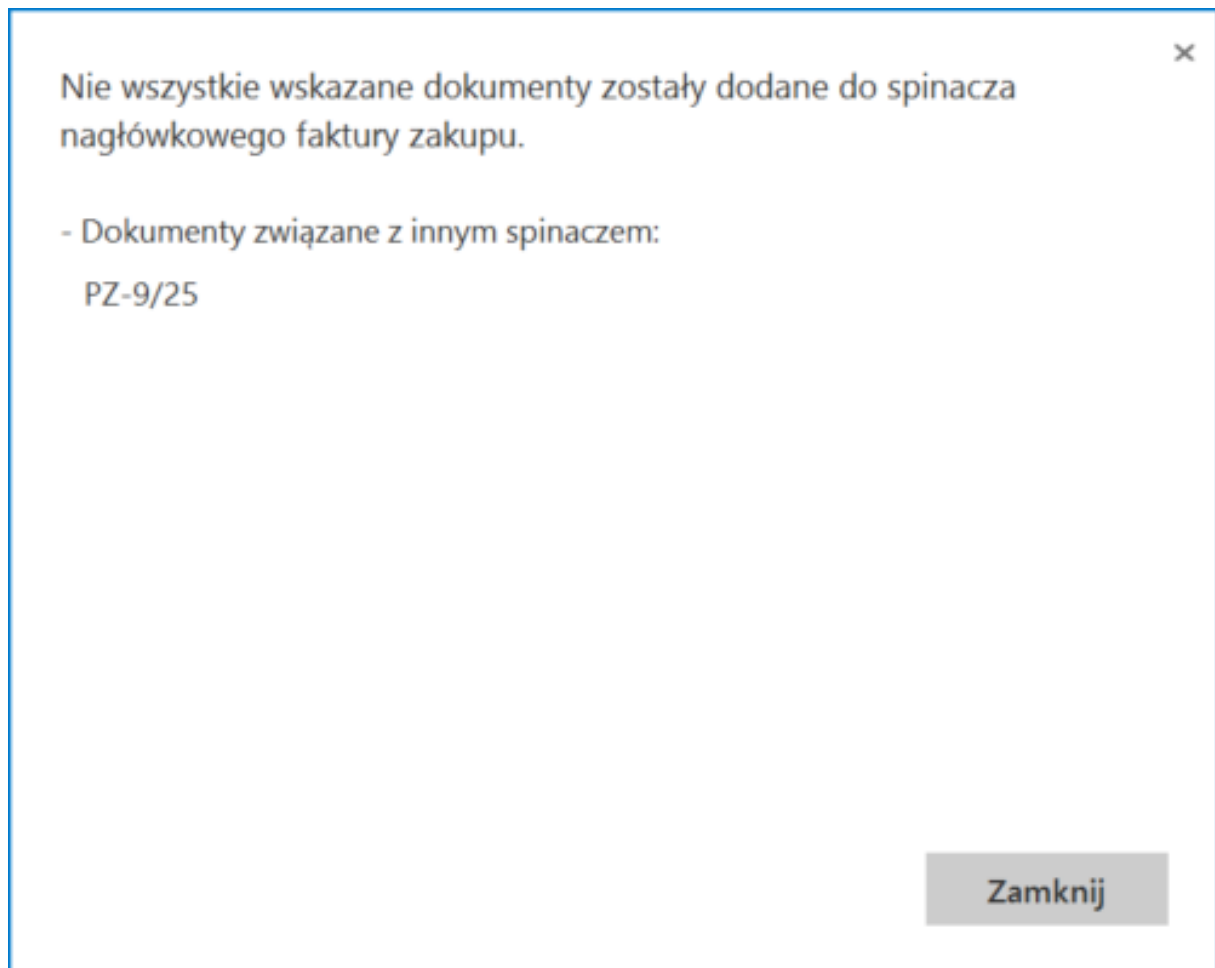 Nie wszystkie wskazane dokumenty zostały dodane do spinacza
nagłówkowego faktury zakupu.
- Dokumenty związane z innym spinaczem:
PZ-9/25
Zamknij